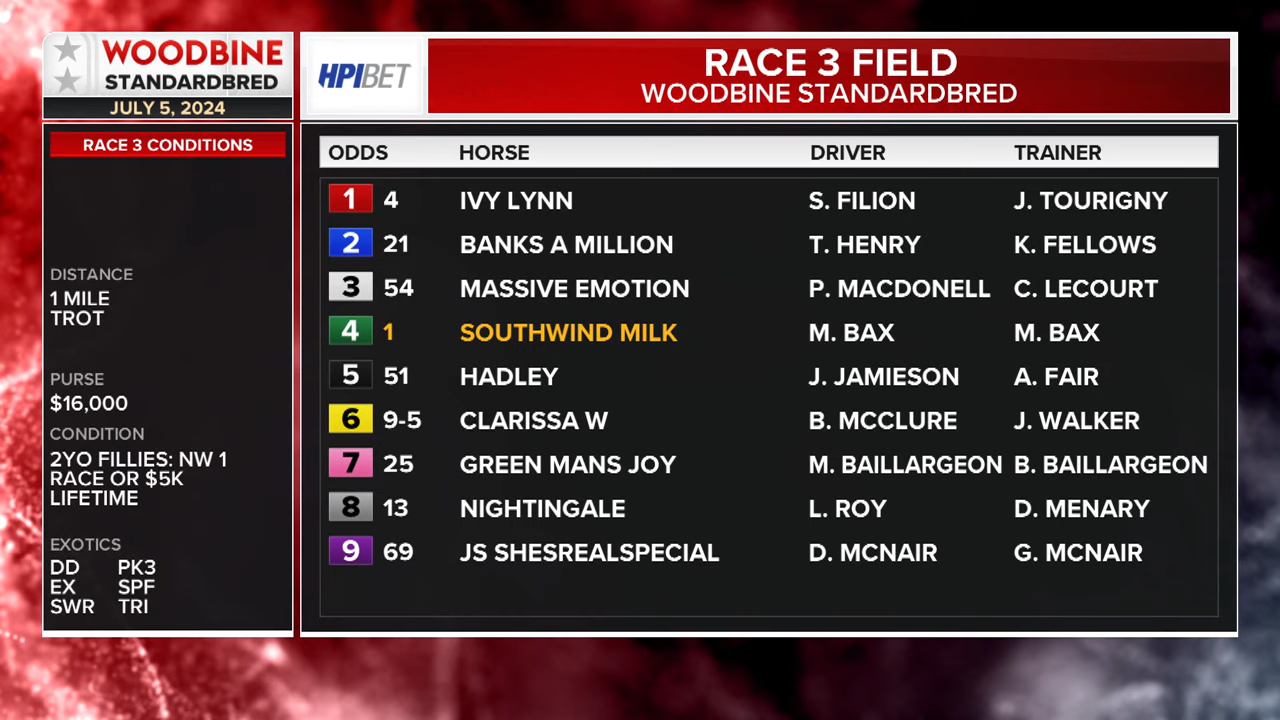 WOODBINE
STANDARDBRED
JULY 5, 2024
HPIBET
RACE 3 FIELD
WOODBINE STANDARDBRED
RACE 3 CONDITIONS
DISTANCE
1 MILE
TROT
PURSE
$16,000
CONDITION
2YO FILLIES: NW 1
RACE OR $5K
LIFETIME
EXOTICS
DD PK3
EX SPF
SWR TRI
ODDS HORSE DRIVER TRAINER
1 4 IVY LYNN S. FILION J. TOURIGNY
2 21 BANKS A MILLION T. HENRY K. FELLOWS
3 54 MASSIVE EMOTION P. MACDONELL C. LECOURT
4 1 SOUTHWIND MILK M. BAX M. BAX
5 51 HADLEY J. JAMIESON A. FAIR
6 9-5 CLARISSA W B. MCCLURE J. WALKER
7 25 GREEN MANS JOY M. BAILLARGEON B. BAILLARGEON
8 13 NIGHTINGALE L. ROY D. MENARY
9 69 JS SHESREALSPECIAL D. MCNAIR G. MCNAIR